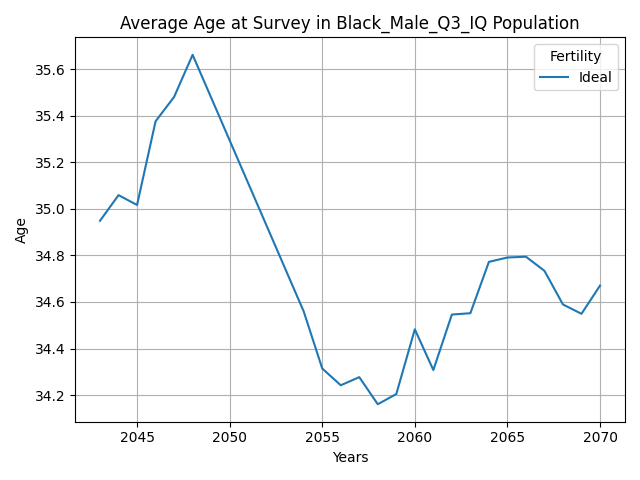 Average Age at Survey in Black_Male_Q3_IQ Population
Fertility
Ideal
Age
35.6
35.4
35.2
35.0
34.8
34.6
34.4
34.2
2045
2050
2055
2060
2065
2070
Years